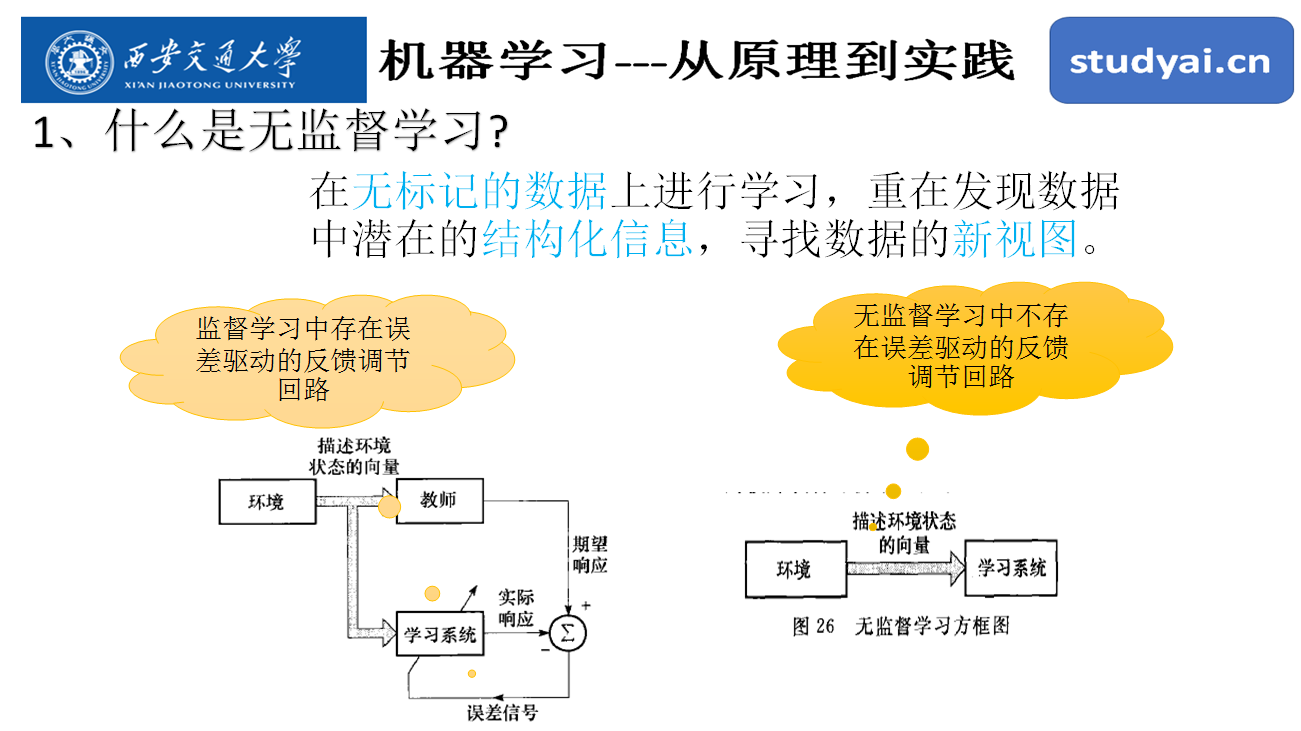 西安交通大学
XI'AN JIAOTONG UNIVERSITY
机器学习---从原理到实践
studyai.cn
1、什么是无监督学习?
在无标记的数据上进行学习，重在发现数据
中潜在的结构化信息，寻找数据的新视图。
监督学习中存在误
差驱动的反馈调节
回路
无监督学习中不存
在误差驱动的反馈
调节回路
描述环境
状态的向量
环境
教师
期望
响应
实际
响应
+
学习系统
Σ
−
误差信号
描述环境状态
的向量
环境
学习系统
图 26 无监督学习方框图